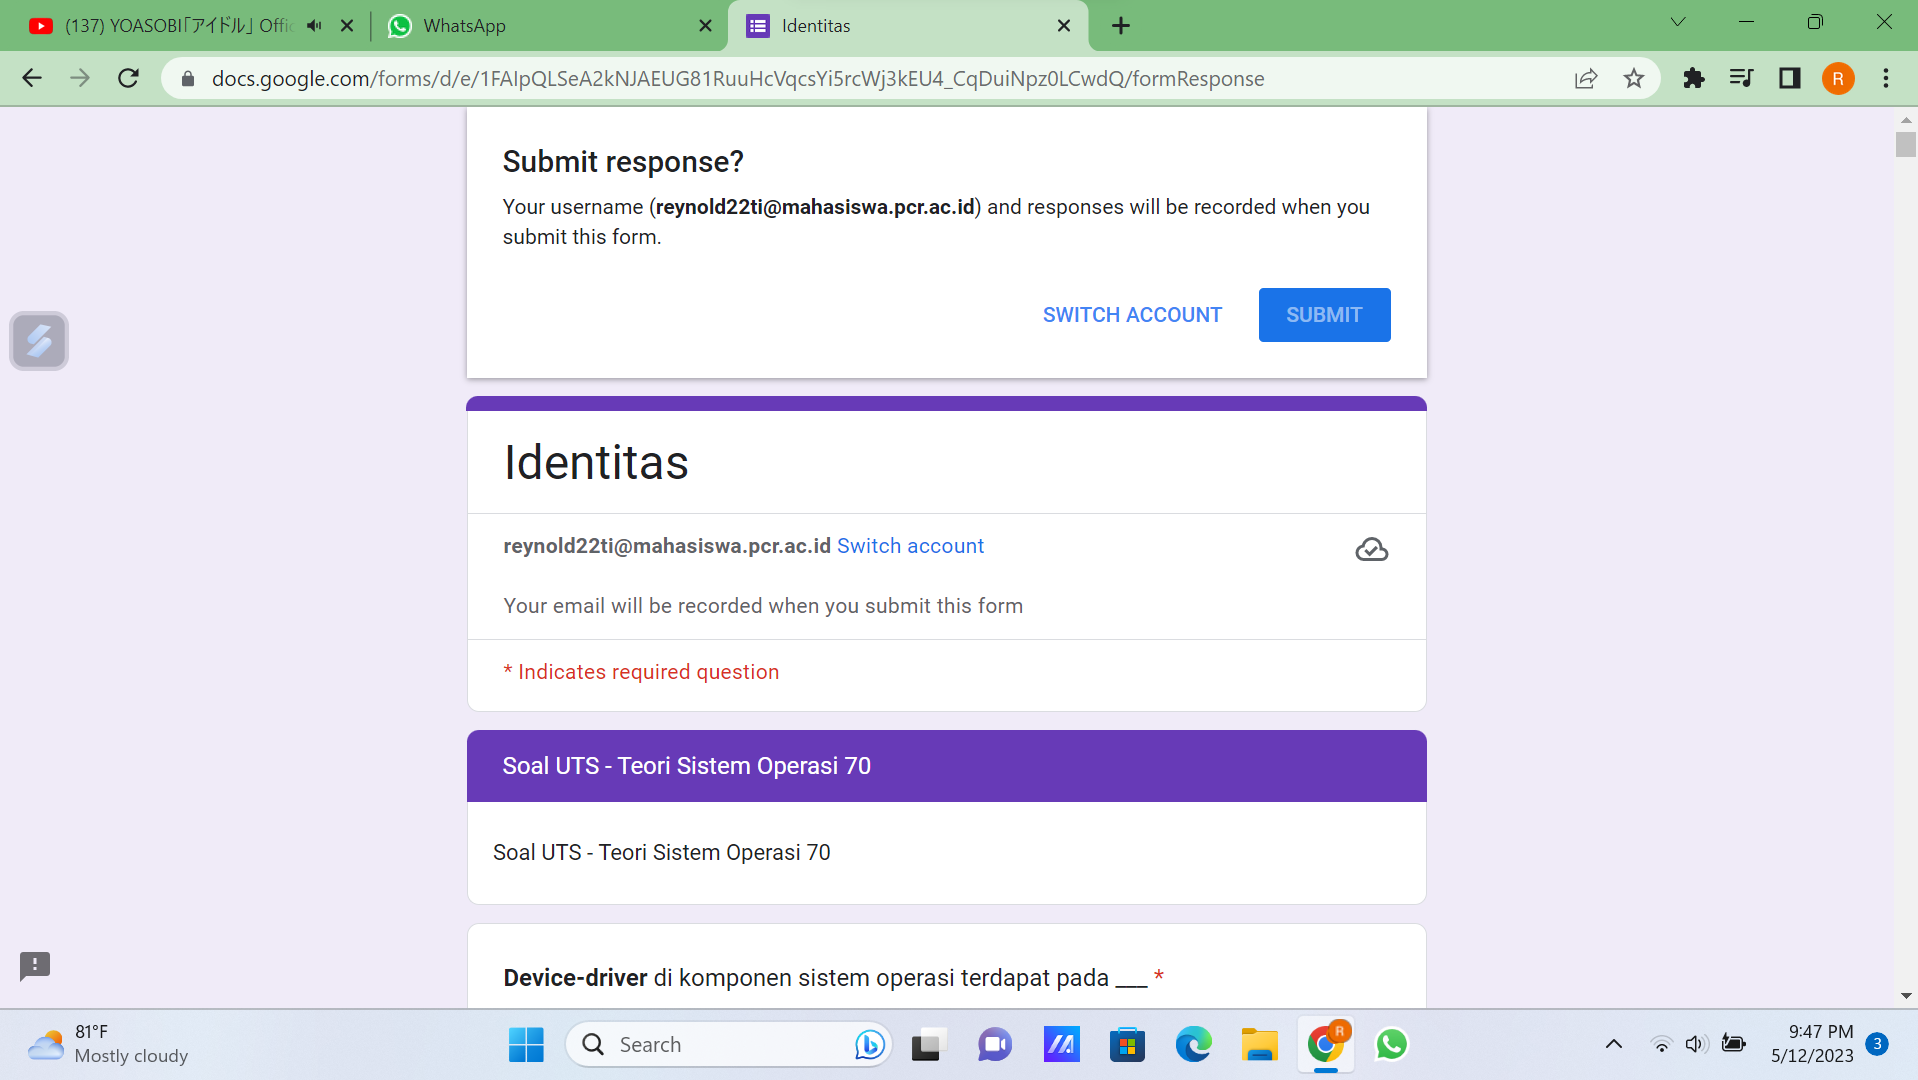 (137) YOASOBI「アイドル」 Offic
WhatsApp
Identitas
docs.google.com/forms/d/e/1FAIpQLSeA2kNJAEUG81RuuHcVqcsYi5rcWj3kEU4_CqDuiNpz0LCwdQ/formResponse
R
Submit response?
Your username (reynold22ti@mahasiswa.pcr.ac.id) and responses will be recorded when you
submit this form.
SWITCH ACCOUNT
SUBMIT
Identitas
reynold22ti@mahasiswa.pcr.ac.id Switch account
Your email will be recorded when you submit this form
* Indicates required question
Soal UTS - Teori Sistem Operasi 70
Soal UTS - Teori Sistem Operasi 70
Device-driver di komponen sistem operasi terdapat pada ___ *
81°F
Mostly cloudy
Search
R
9:47 PM
5/12/2023
3